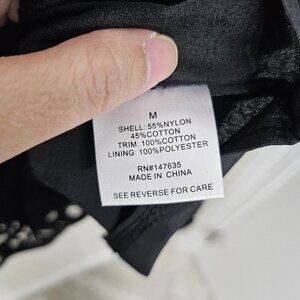 M
SHELL: 55%NYLON
45%COTTON
TRIM: 100%COTTON
LINING: 100%POLYESTER
RN#147635
MADE IN CHINA
SEE REVERSE FOR CARE